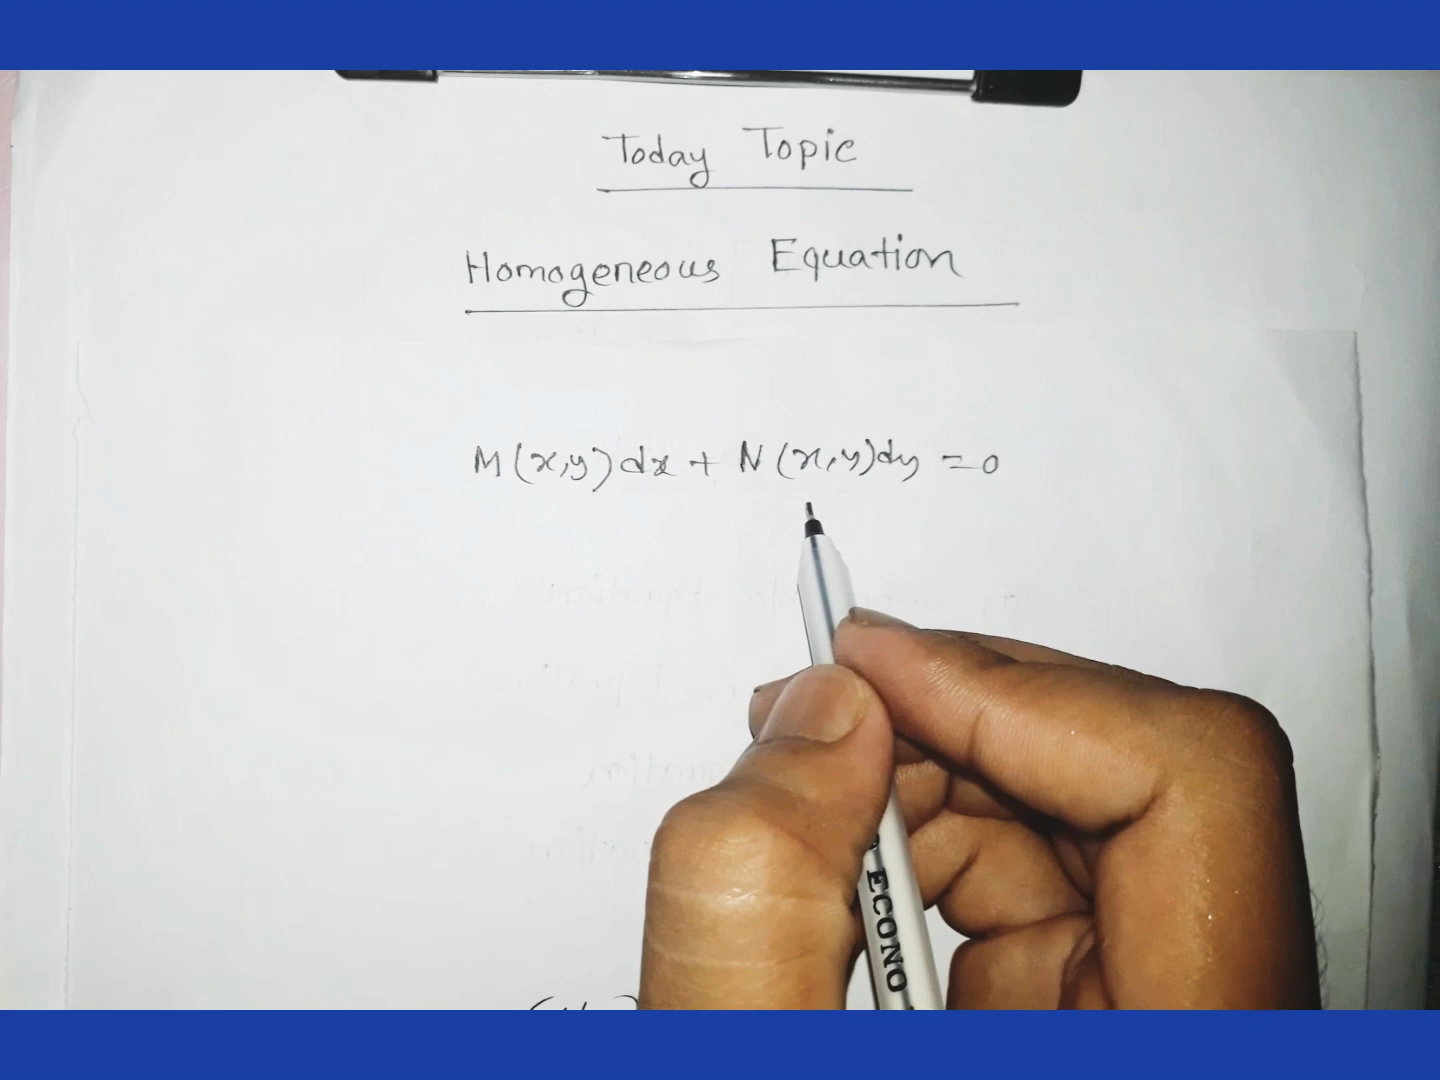 Today Topic
Homogeneous Equation
M(x,y)dx + N(x,y)dy = 0
ECONO